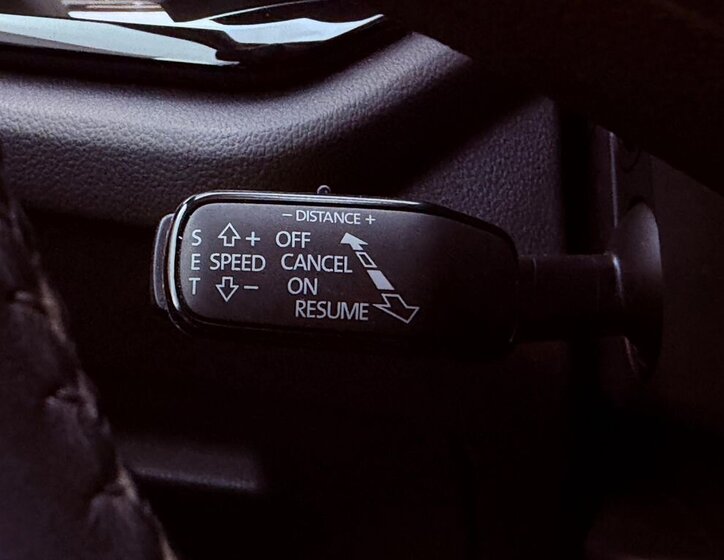 - DISTANCE +
S + OFF
E SPEED CANCEL
T - ON
RESUME